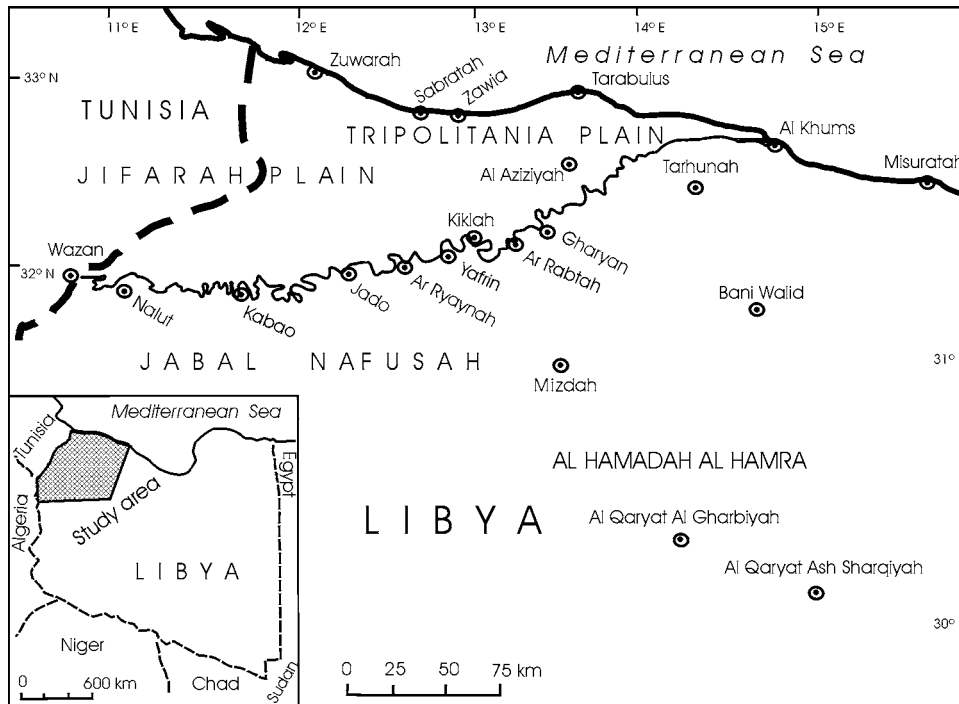 11° E
12° E
13° E
14° E
15° E
Mediterranean Sea
33° N
Zuwarah
Sabratah
Zawia
Tarabulus
TUNISIA
TRIPOLITANIA PLAIN
Al Khums
JIFARAH PLAIN
Al Aziziyah
Tarhunah
Misuratah
Wazan
Kiklah
Gharyan
32° N
Nalut
Kabao
Jado
Ar Ryaynah
Yafrin
Ar Rabtah
Bani Walid
JABAL NAFUSAH
Mizdah
31°
Mediterranean Sea
Tunisia
Algeria
Study area
Egypt
LIBYA
Niger
Chad
Sudan
0 600 km
AL HAMADAH AL HAMRA
LIBYA
Al Qaryat Al Gharbiyah
Al Qaryat Ash Sharqiyah
30°
0 25 50 75 km